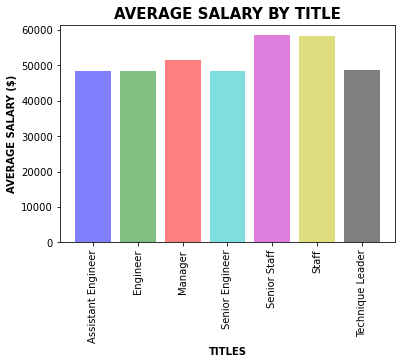 AVERAGE SALARY BY TITLE
60000
50000
40000
30000
20000
10000
0
AVERAGE SALARY ($)
Assistant Engineer
Engineer
Manager
Senior Engineer
Senior Staff
Staff
Technique Leader
TITLES